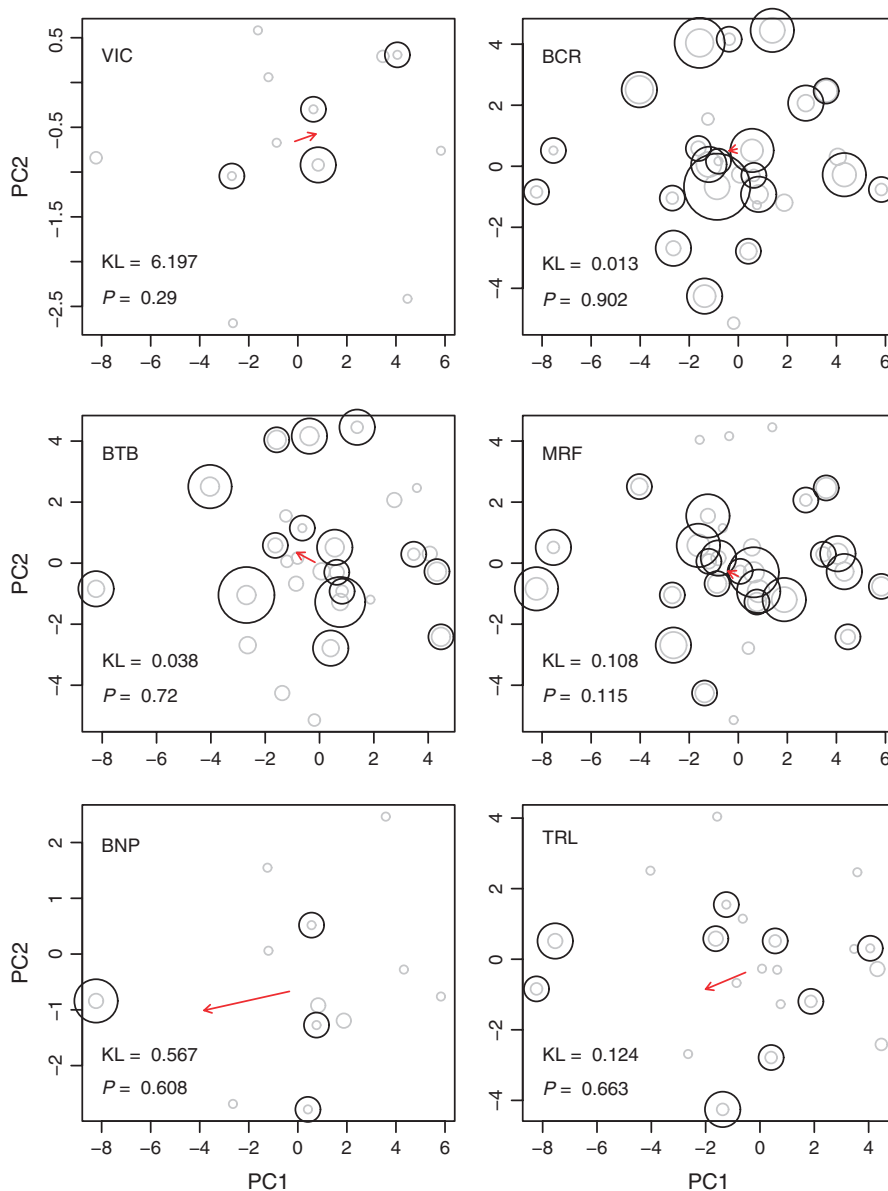 VIC
KL = 6.197
P = 0.29
PC2
0.5
−0.5
−1.5
−2.5
−8 −6 −4 −2 0 2 4 6
BCR
KL = 0.013
P = 0.902
4
2
0
−2
−4
−8 −6 −4 −2 0 2 4 6
BTB
KL = 0.038
P = 0.72
PC2
4
2
0
−2
−4
−8 −6 −4 −2 0 2 4
MRF
KL = 0.108
P = 0.115
4
2
0
−2
−4
−8 −6 −4 −2 0 2 4 6
BNP
KL = 0.567
P = 0.608
PC2
2
1
0
−1
−2
−8 −6 −4 −2 0 2 4 6
PC1
TRL
KL = 0.124
P = 0.663
4
2
0
−2
−4
−8 −6 −4 −2 0 2 4
PC1